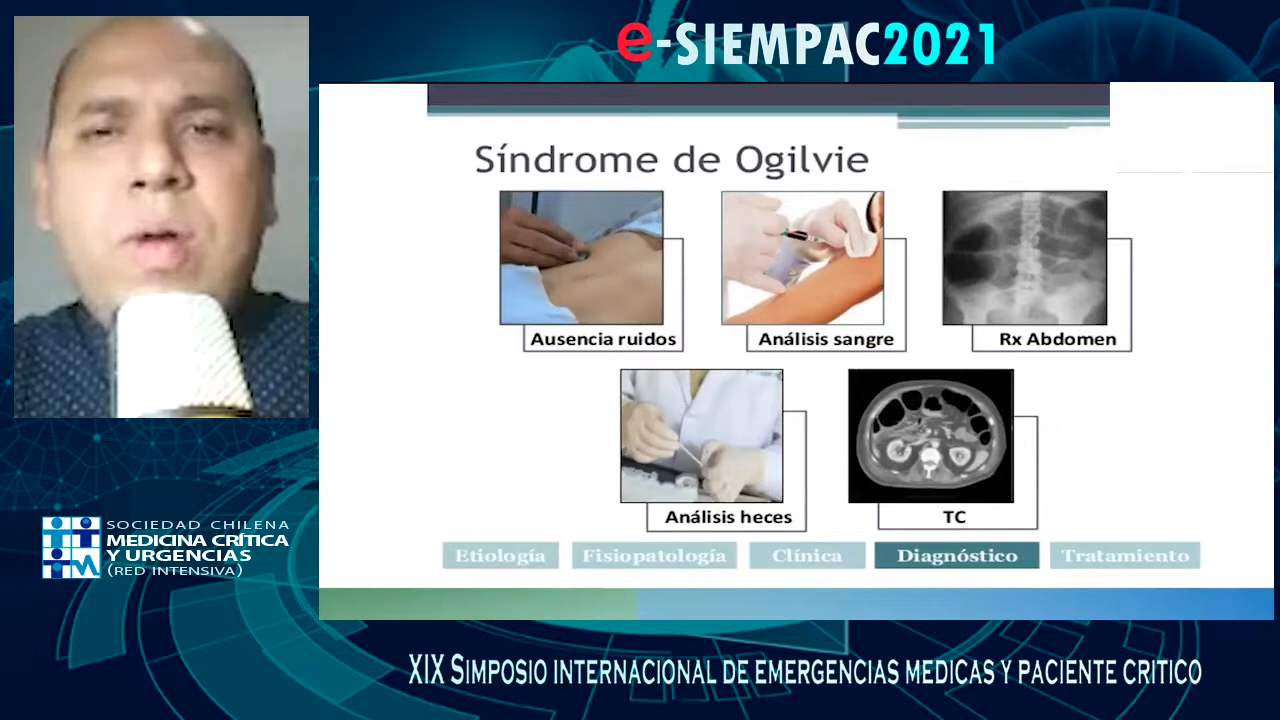 e-SIEMPAC2021
Síndrome de Ogilvie
Ausencia ruidos
Análisis sangre
Rx Abdomen
Análisis heces
TC
Etiología
Fisiopatología
Clínica
Diagnóstico
Tratamiento
SOCIEDAD CHILENA
MEDICINA CRÍTICA
Y URGENCIAS
(RED INTENSIVA)
XIX SIMPOSIO INTERNACIONAL DE EMERGENCIAS MEDICAS Y PACIENTE CRITICO